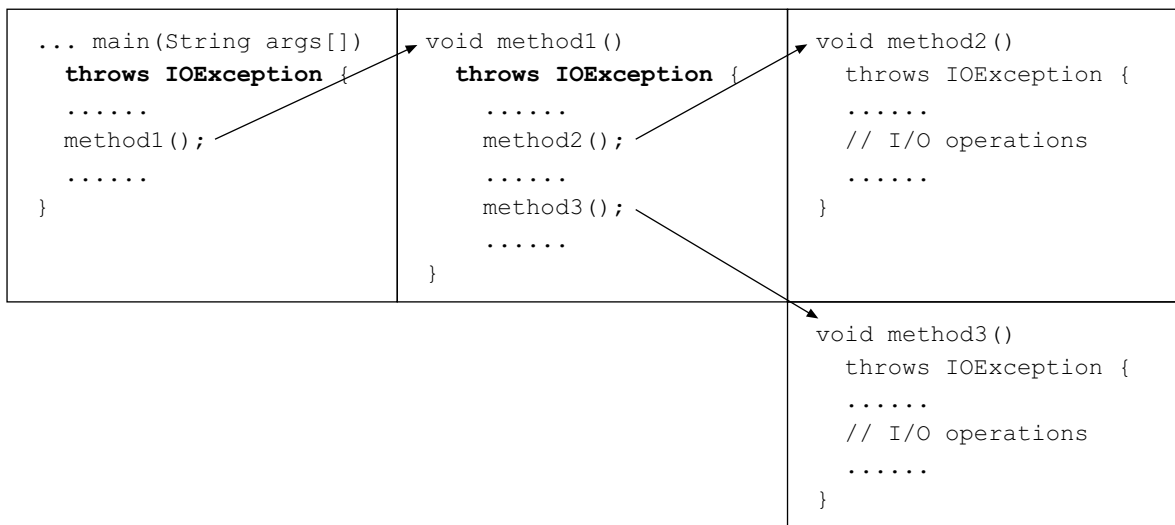 ... main(String args[])
throws IOException {
......
method1();
......
}
void method1()
throws IOException {
......
method2();
......
method3();
......
}
void method2()
throws IOException {
......
// I/O operations
......
}
void method3()
throws IOException {
......
// I/O operations
......
}